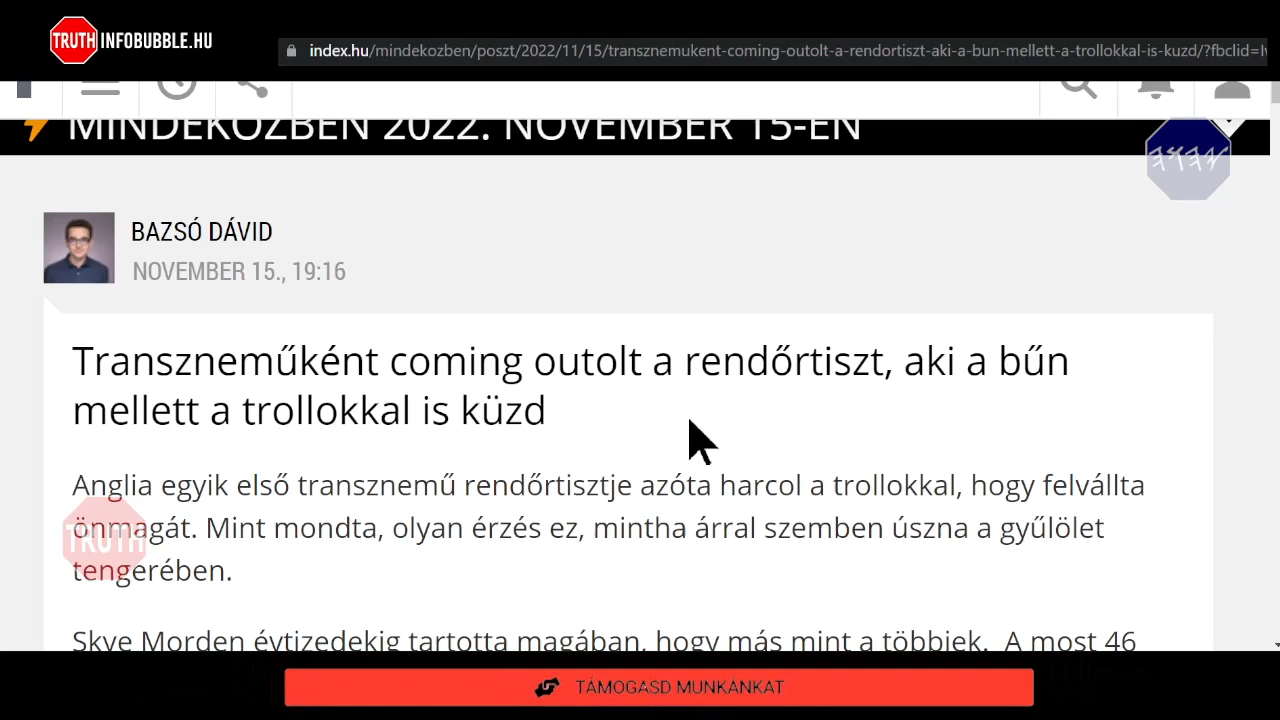 TRUTH INFOBUBBLE.HU
index.hu/mindekozben/poszt/2022/11/15/transznemukent-coming-outolt-a-rendortiszt-aki-a-bun-mellett-a-trollokkal-is-kuzd/?fbclid=Iv
MINDEKÖZBEN 2022. NOVEMBER 15-ÉN
BAZSÓ DÁVID
NOVEMBER 15., 19:16
Transzneműként coming outolt a rendőrtiszt, aki a bűn
mellett a trollokkal is küzd
Anglia egyik első transznemű rendőrtisztje azóta harcol a trollokkal, hogy felvállta
önmagát. Mint mondta, olyan érzés ez, mintha árral szemben úszna a gyűlölet
TRUTH
tengerében.
Skye Morden évtizedekig tartotta magában, hogy más mint a többiek. A most 46
TÁMOGASD MUNKÁNKAT